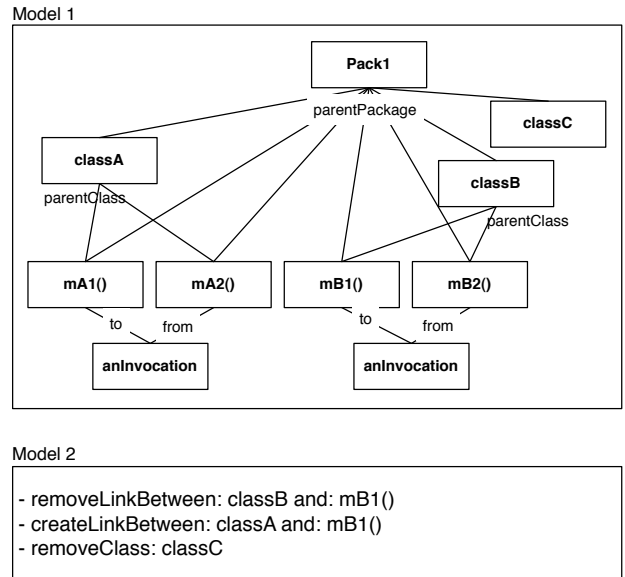 Model 1
Pack1
parentPackage
classC
classA
classB
parentClass
parentClass
mA1()
mA2()
mB1()
mB2()
to
from
to
from
anInvocation
anInvocation
Model 2
- removeLinkBetween: classB and: mB1()
- createLinkBetween: classA and: mB1()
- removeClass: classC